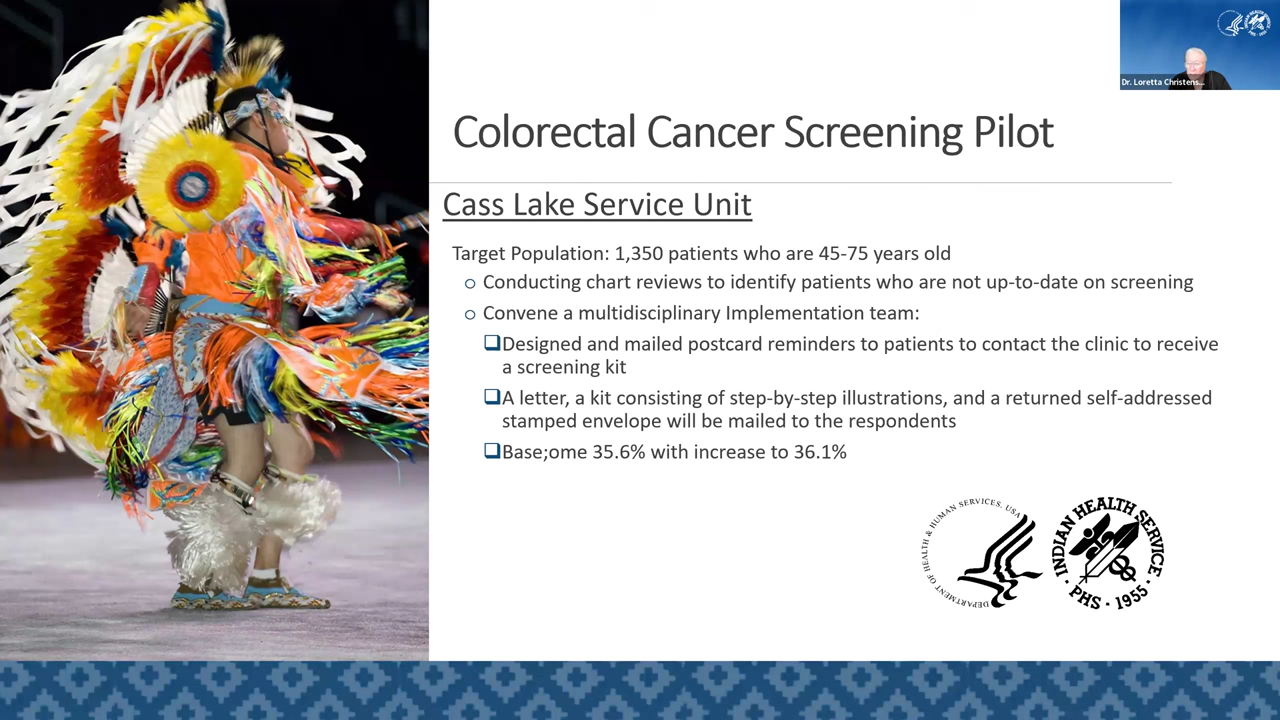 Dr. Loretta Christens...
Colorectal Cancer Screening Pilot
Cass Lake Service Unit
Target Population: 1,350 patients who are 45-75 years old
Conducting chart reviews to identify patients who are not up-to-date on screening
Convene a multidisciplinary Implementation team:
Designed and mailed postcard reminders to patients to contact the clinic to receive
a screening kit
A letter, a kit consisting of step-by-step illustrations, and a returned self-addressed
stamped envelope will be mailed to the respondents
Base;ome 35.6% with increase to 36.1%
DEPARTMENT OF HEALTH & HUMAN SERVICES. USA
INDIAN HEALTH SERVICE
PHS · 1955